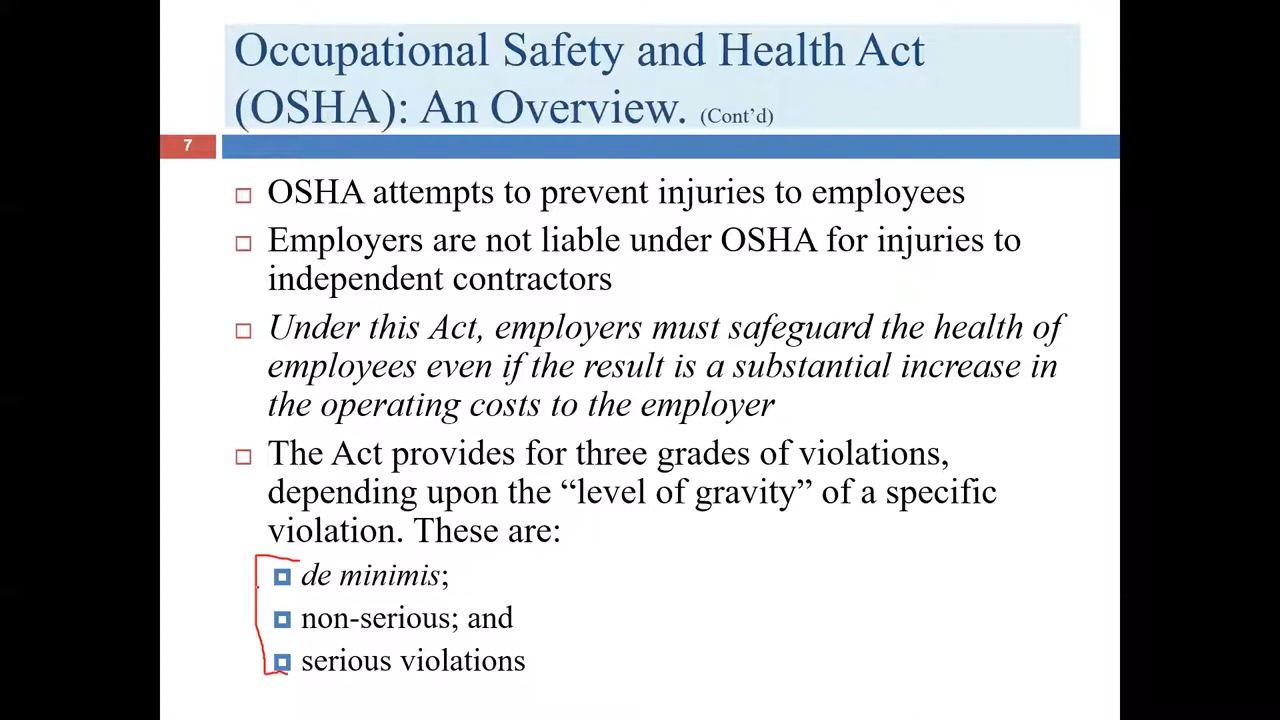 Occupational Safety and Health Act
(OSHA): An Overview. (Cont’d)
7
OSHA attempts to prevent injuries to employees
Employers are not liable under OSHA for injuries to
independent contractors
Under this Act, employers must safeguard the health of
employees even if the result is a substantial increase in
the operating costs to the employer
The Act provides for three grades of violations,
depending upon the “level of gravity” of a specific
violation. These are:
de minimis;
non-serious; and
serious violations